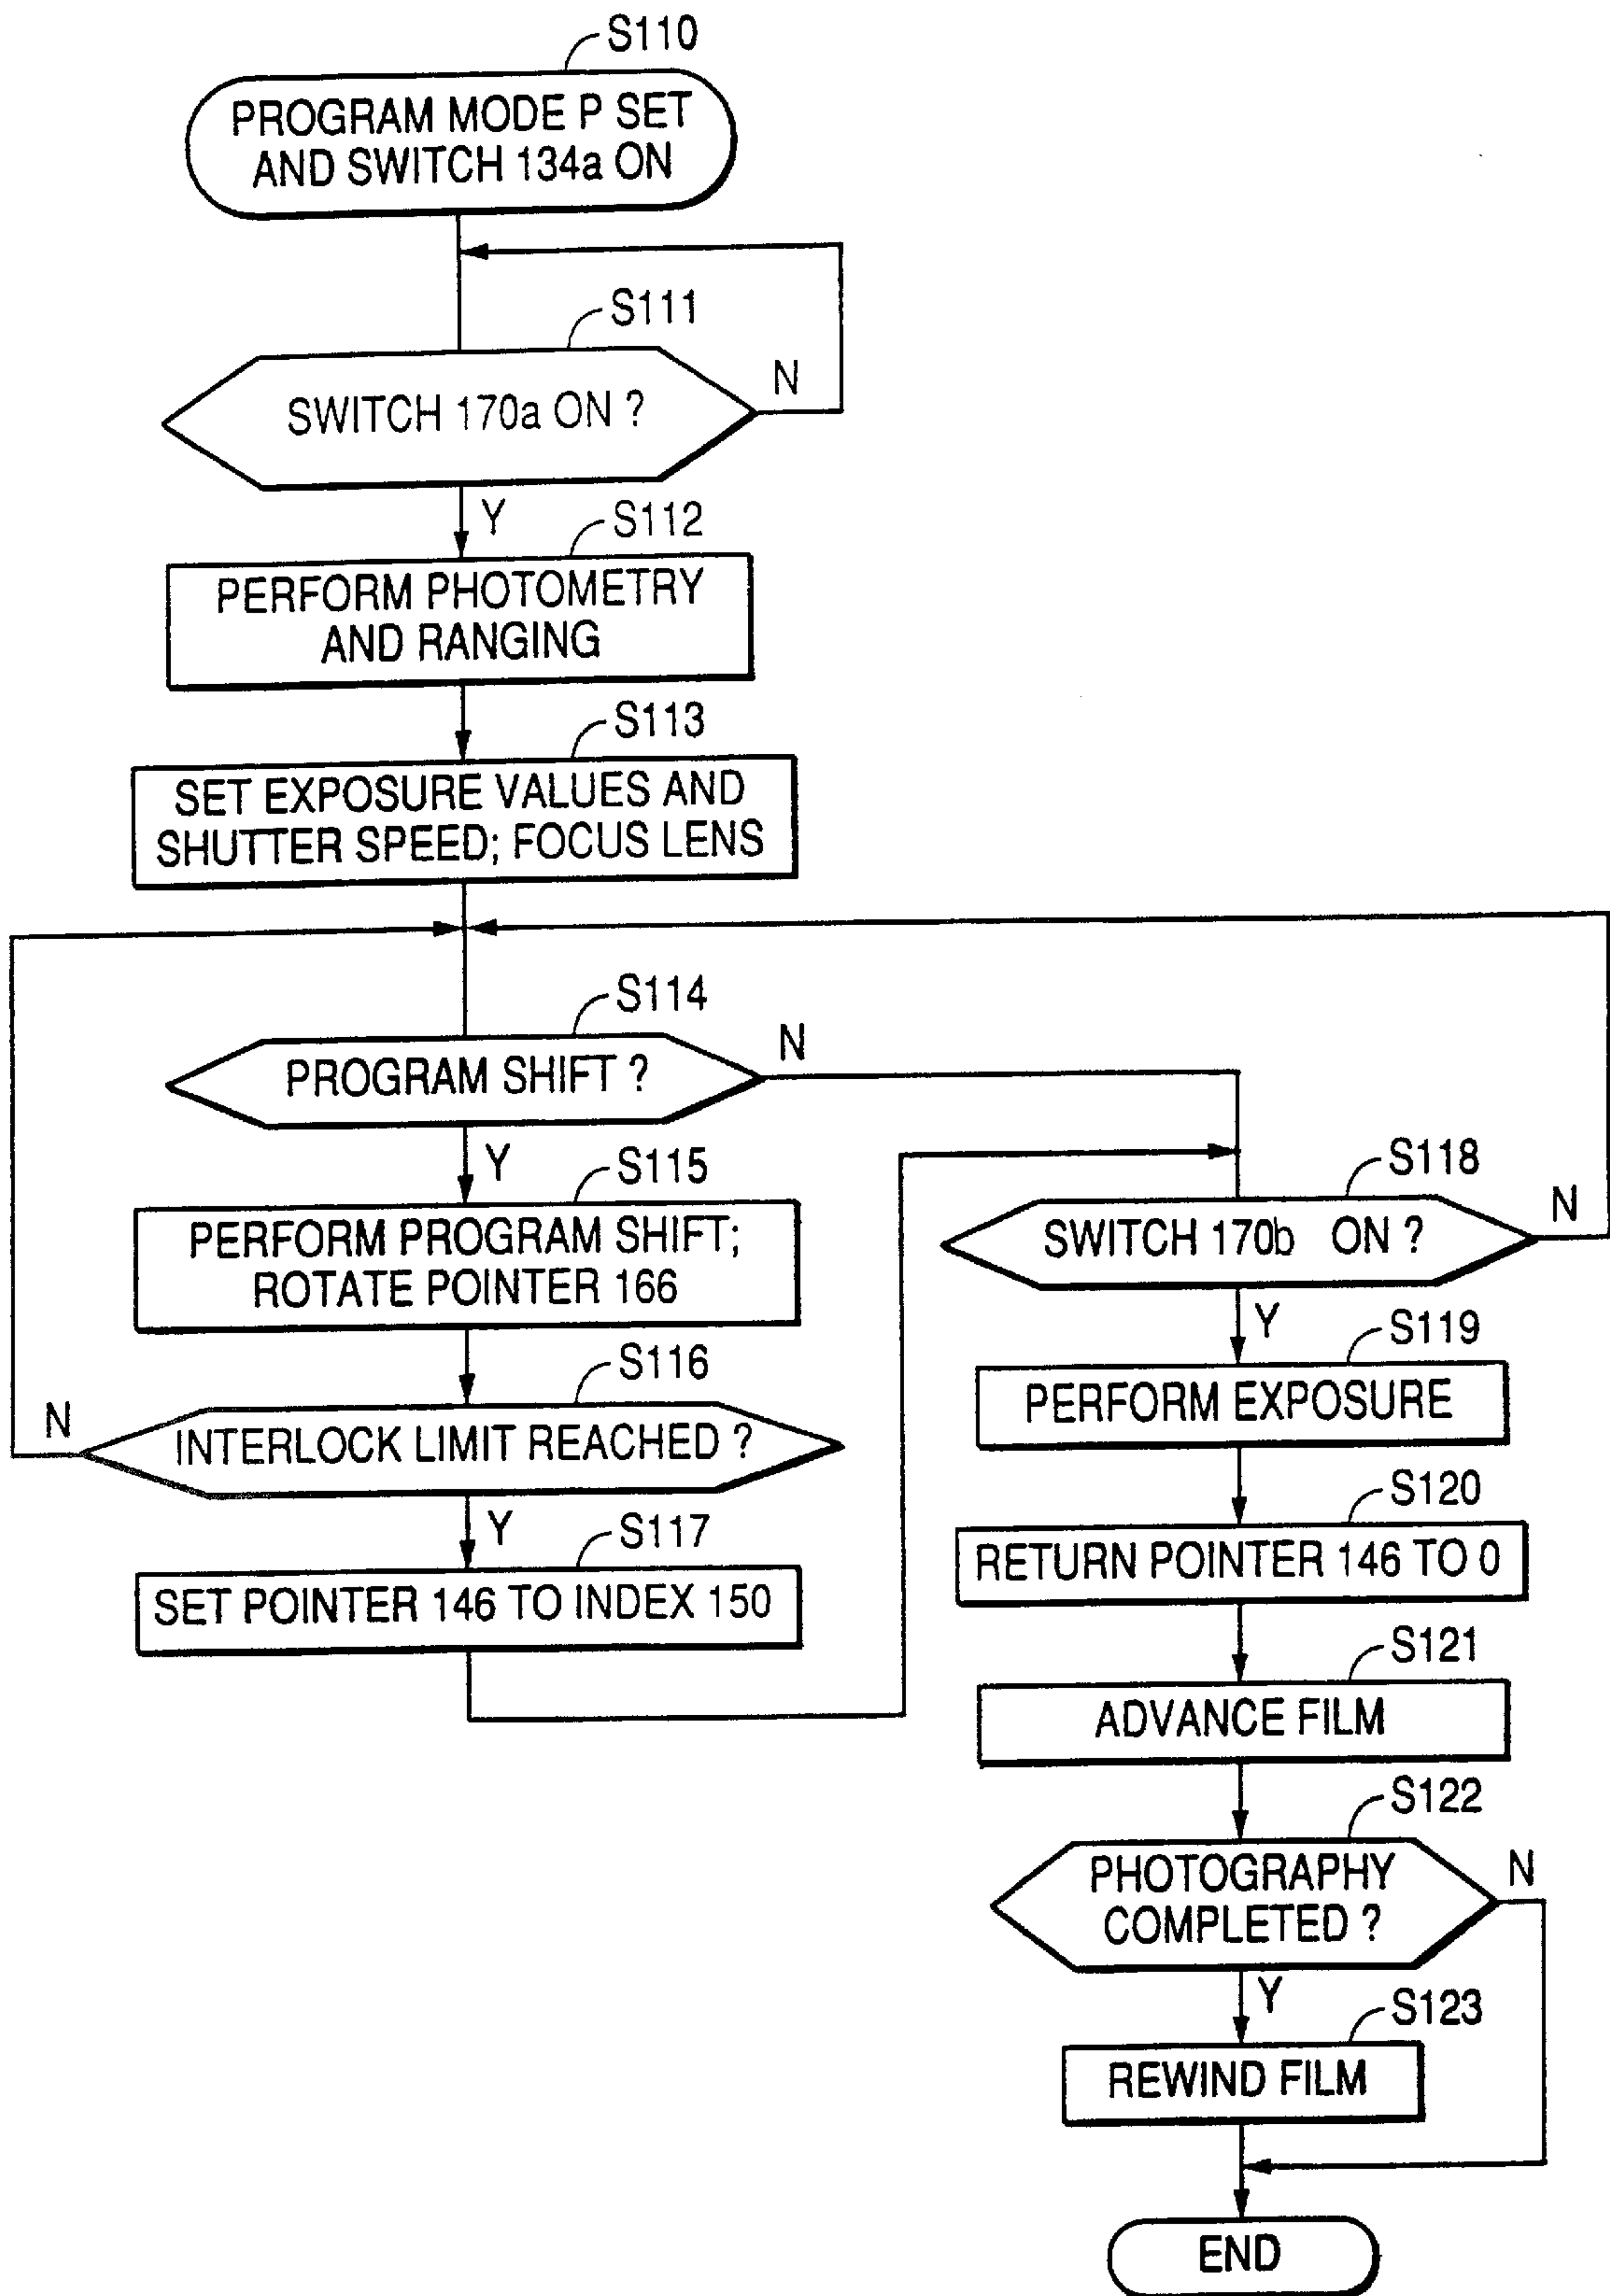 S110
PROGRAM MODE P SET
AND SWITCH 134a ON
S111
SWITCH 170a ON ?
N
Y
S112
PERFORM PHOTOMETRY
AND RANGING
S113
SET EXPOSURE VALUES AND
SHUTTER SPEED; FOCUS LENS
S114
PROGRAM SHIFT ?
N
Y
S115
PERFORM PROGRAM SHIFT;
ROTATE POINTER 166
S116
N
INTERLOCK LIMIT REACHED ?
Y
S117
SET POINTER 146 TO INDEX 150
S118
SWITCH 170b ON ?
N
Y
S119
PERFORM EXPOSURE
S120
RETURN POINTER 146 TO 0
S121
ADVANCE FILM
S122
PHOTOGRAPHY
COMPLETED ?
N
Y
S123
REWIND FILM
END